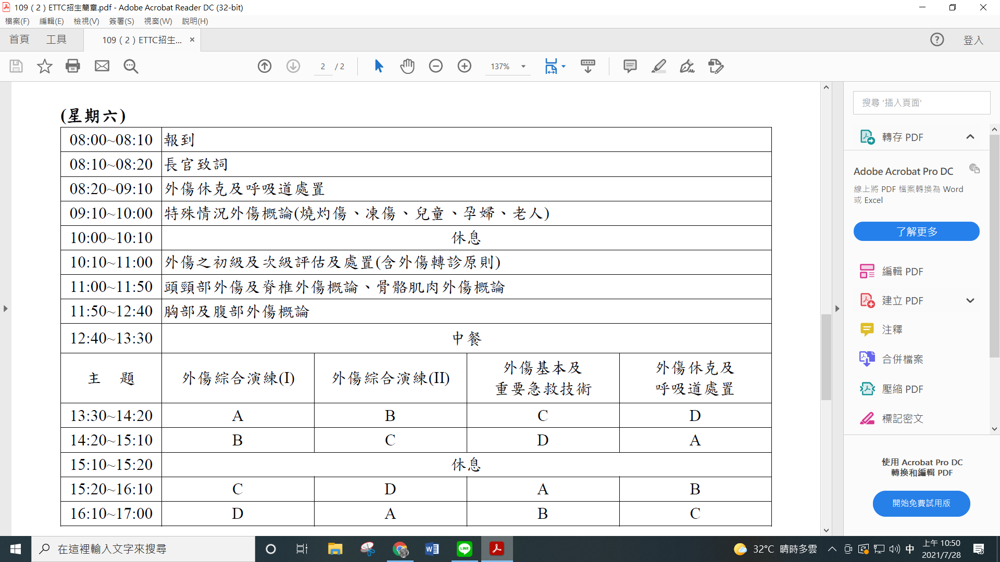 109（2）ETTC招生簡章.pdf - Adobe Acrobat Reader DC (32-bit)
檔案(F) 編輯(E) 檢視(V) 簽署(S) 視窗(W) 說明(H)
首頁 工具 109（2）ETTC招生... × ? 登入
2 / 2 137%
(星期六)
08:00~08:10 報到
08:10~08:20 長官致詞
08:20~09:10 外傷休克及呼吸道處置
09:10~10:00 特殊情況外傷概論(燒灼傷、凍傷、兒童、孕婦、老人)
10:00~10:10 休息
10:10~11:00 外傷之初級及次級評估及處置(含外傷轉診原則)
11:00~11:50 頭頸部外傷及脊椎外傷概論、骨骼肌肉外傷概論
11:50~12:40 胸部及腹部外傷概論
12:40~13:30 中餐
主 題 外傷綜合演練(I) 外傷綜合演練(II) 外傷基本及 外傷休克及
重要急救技術 呼吸道處置
13:30~14:20 A B C D
14:20~15:10 B C D A
15:10~15:20 休息
15:20~16:10 C D A B
16:10~17:00 D A B C
搜尋 '插入頁面'
轉存 PDF
Adobe Acrobat Pro DC
線上將 PDF 檔案轉換為 Word
或 Excel
了解更多
編輯 PDF
建立 PDF
注釋
合併檔案
壓縮 PDF
標記密文
使用 Acrobat Pro DC
轉換和編輯 PDF
開始免費試用版
在這裡輸入文字來搜尋
LINE
32°C 晴時多雲
中
上午 10:50
2021/7/28